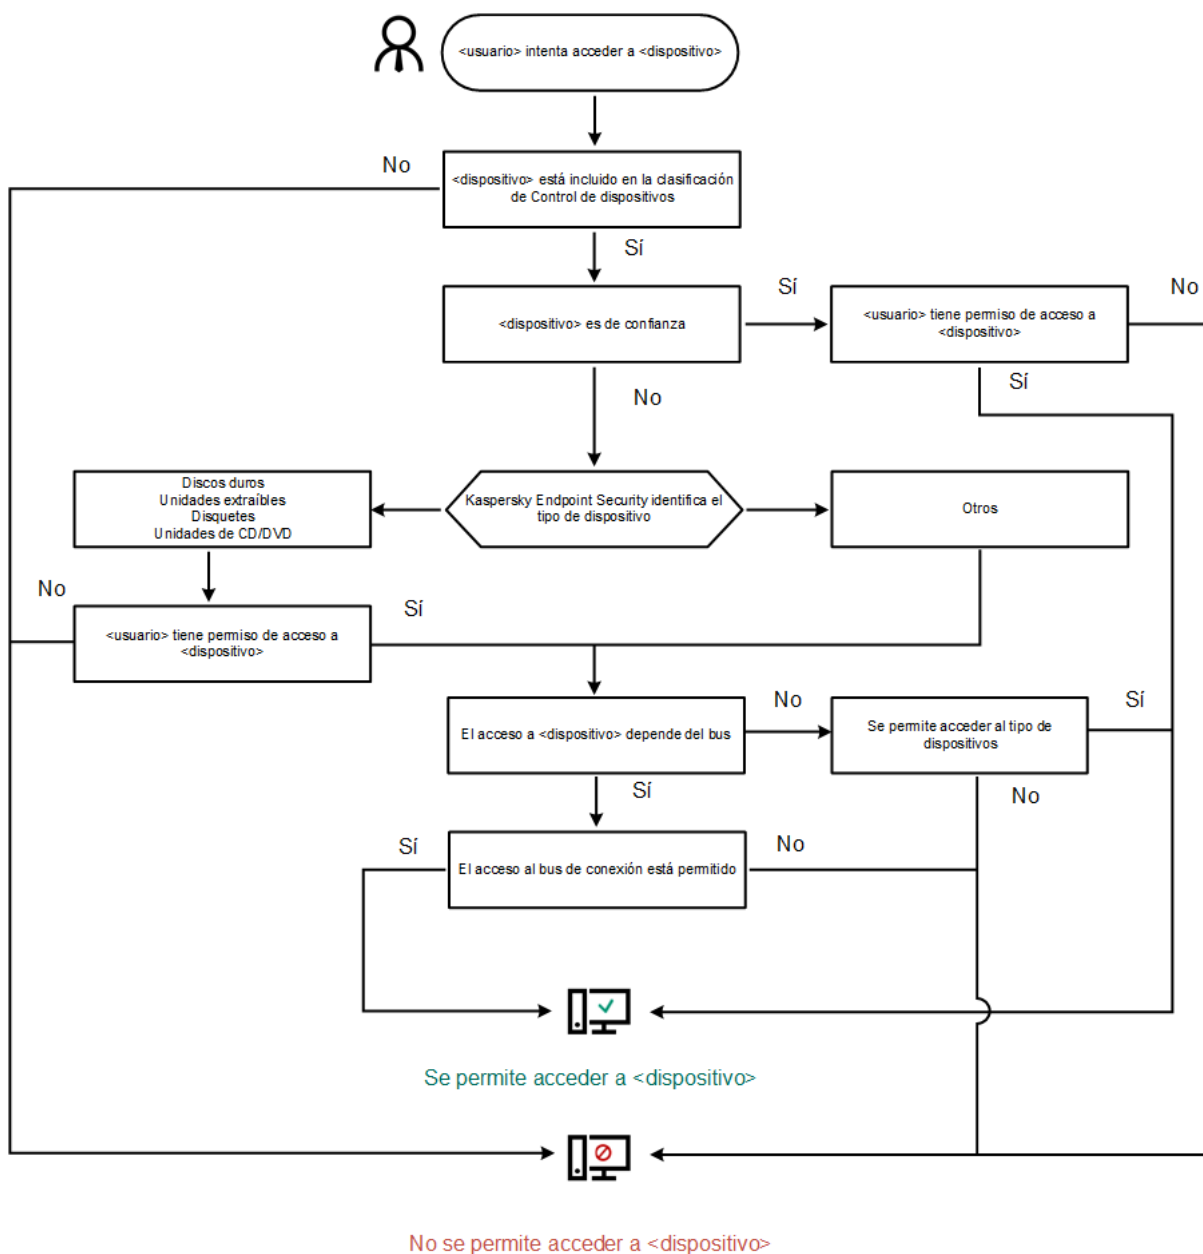 <usuario> intenta acceder a <dispositivo>
No
<dispositivo> está incluido en la clasificación
de Control de dispositivos
Sí
<dispositivo> es de confianza
Sí
<usuario> tiene permiso de acceso a
<dispositivo>
No
No
Sí
Discos duros
Unidades extraíbles
Disquetes
Unidades de CD/DVD
Kaspersky Endpoint Security identifica el
tipo de dispositivo
Otros
No
<usuario> tiene permiso de acceso a
<dispositivo>
Sí
El acceso a <dispositivo> depende del bus
No
Se permite acceder al tipo de
dispositivos
Sí
Sí
No
Sí
El acceso al bus de conexión está permitido
No
Se permite acceder a <dispositivo>
No se permite acceder a <dispositivo>